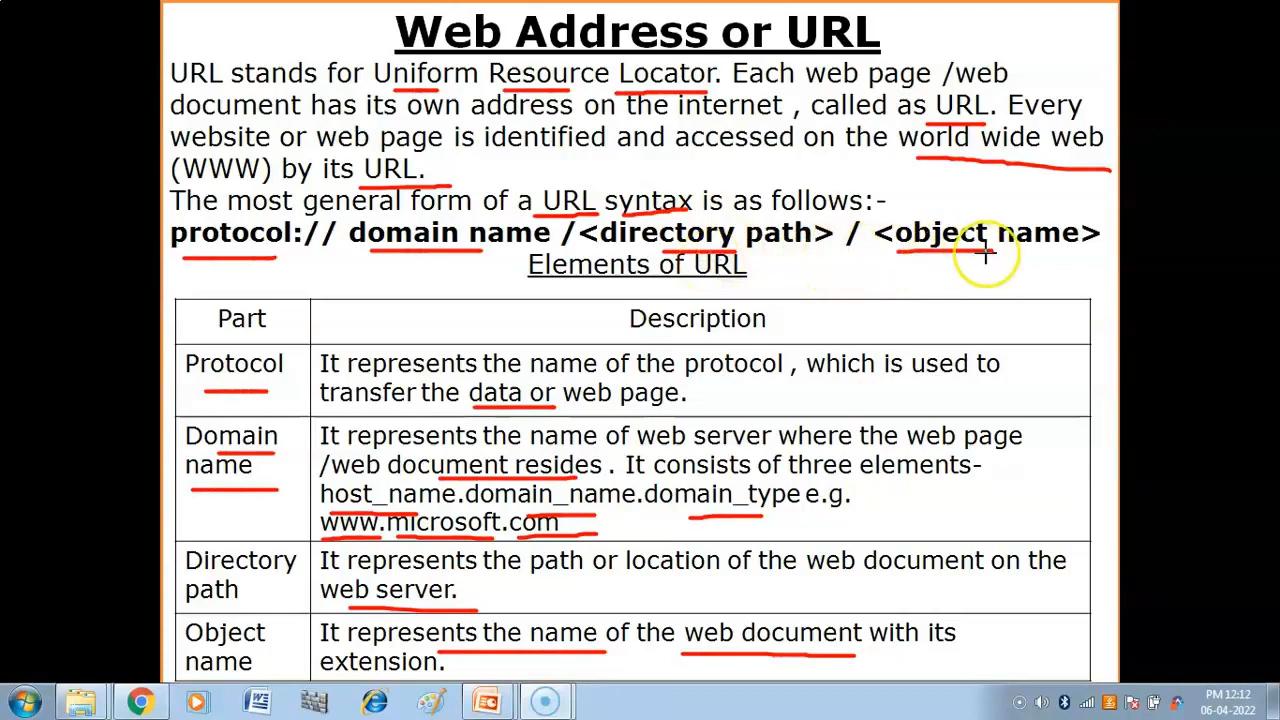 Web Address or URL
URL stands for Uniform Resource Locator. Each web page /web
document has its own address on the internet , called as URL. Every
website or web page is identified and accessed on the world wide web
(WWW) by its URL.
The most general form of a URL syntax is as follows:-
protocol:// domain name /<directory path> / <object name>
Elements of URL
Part Description
Protocol It represents the name of the protocol , which is used to
transfer the data or web page.
Domain It represents the name of web server where the web page
name /web document resides . It consists of three elements-
host_name.domain_name.domain_type e.g.
www.microsoft.com
Directory It represents the path or location of the web document on the
path web server.
Object It represents the name of the web document with its
name extension.
PM 12:12
06-04-2022